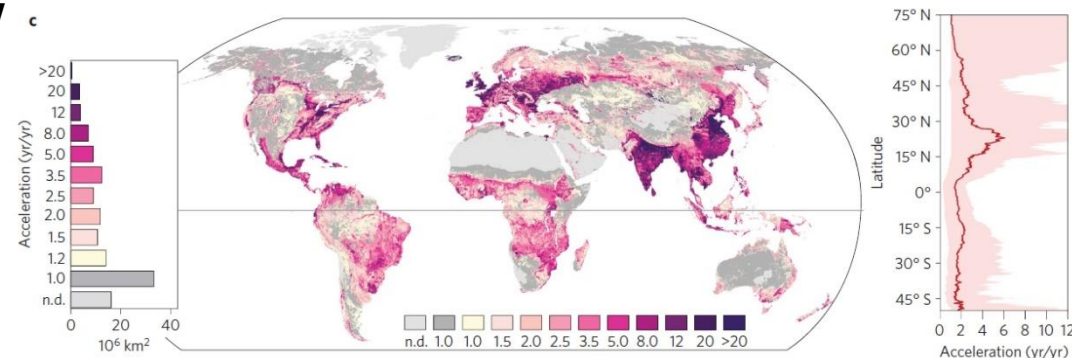 c
>20
20
12
8.0
5.0
3.5
2.5
2.0
1.5
1.2
1.0
n.d.
Acceleration (yr/yr)
0 20 40
10⁶ km²
n.d. 1.0 1.0 1.5 2.0 2.5 3.5 5.0 8.0 12 20 >20
75° N
60° N
45° N
30° N
15° N
0°
15° S
30° S
45° S
Latitude
0 2 4 6 8 10 12
Acceleration (yr/yr)